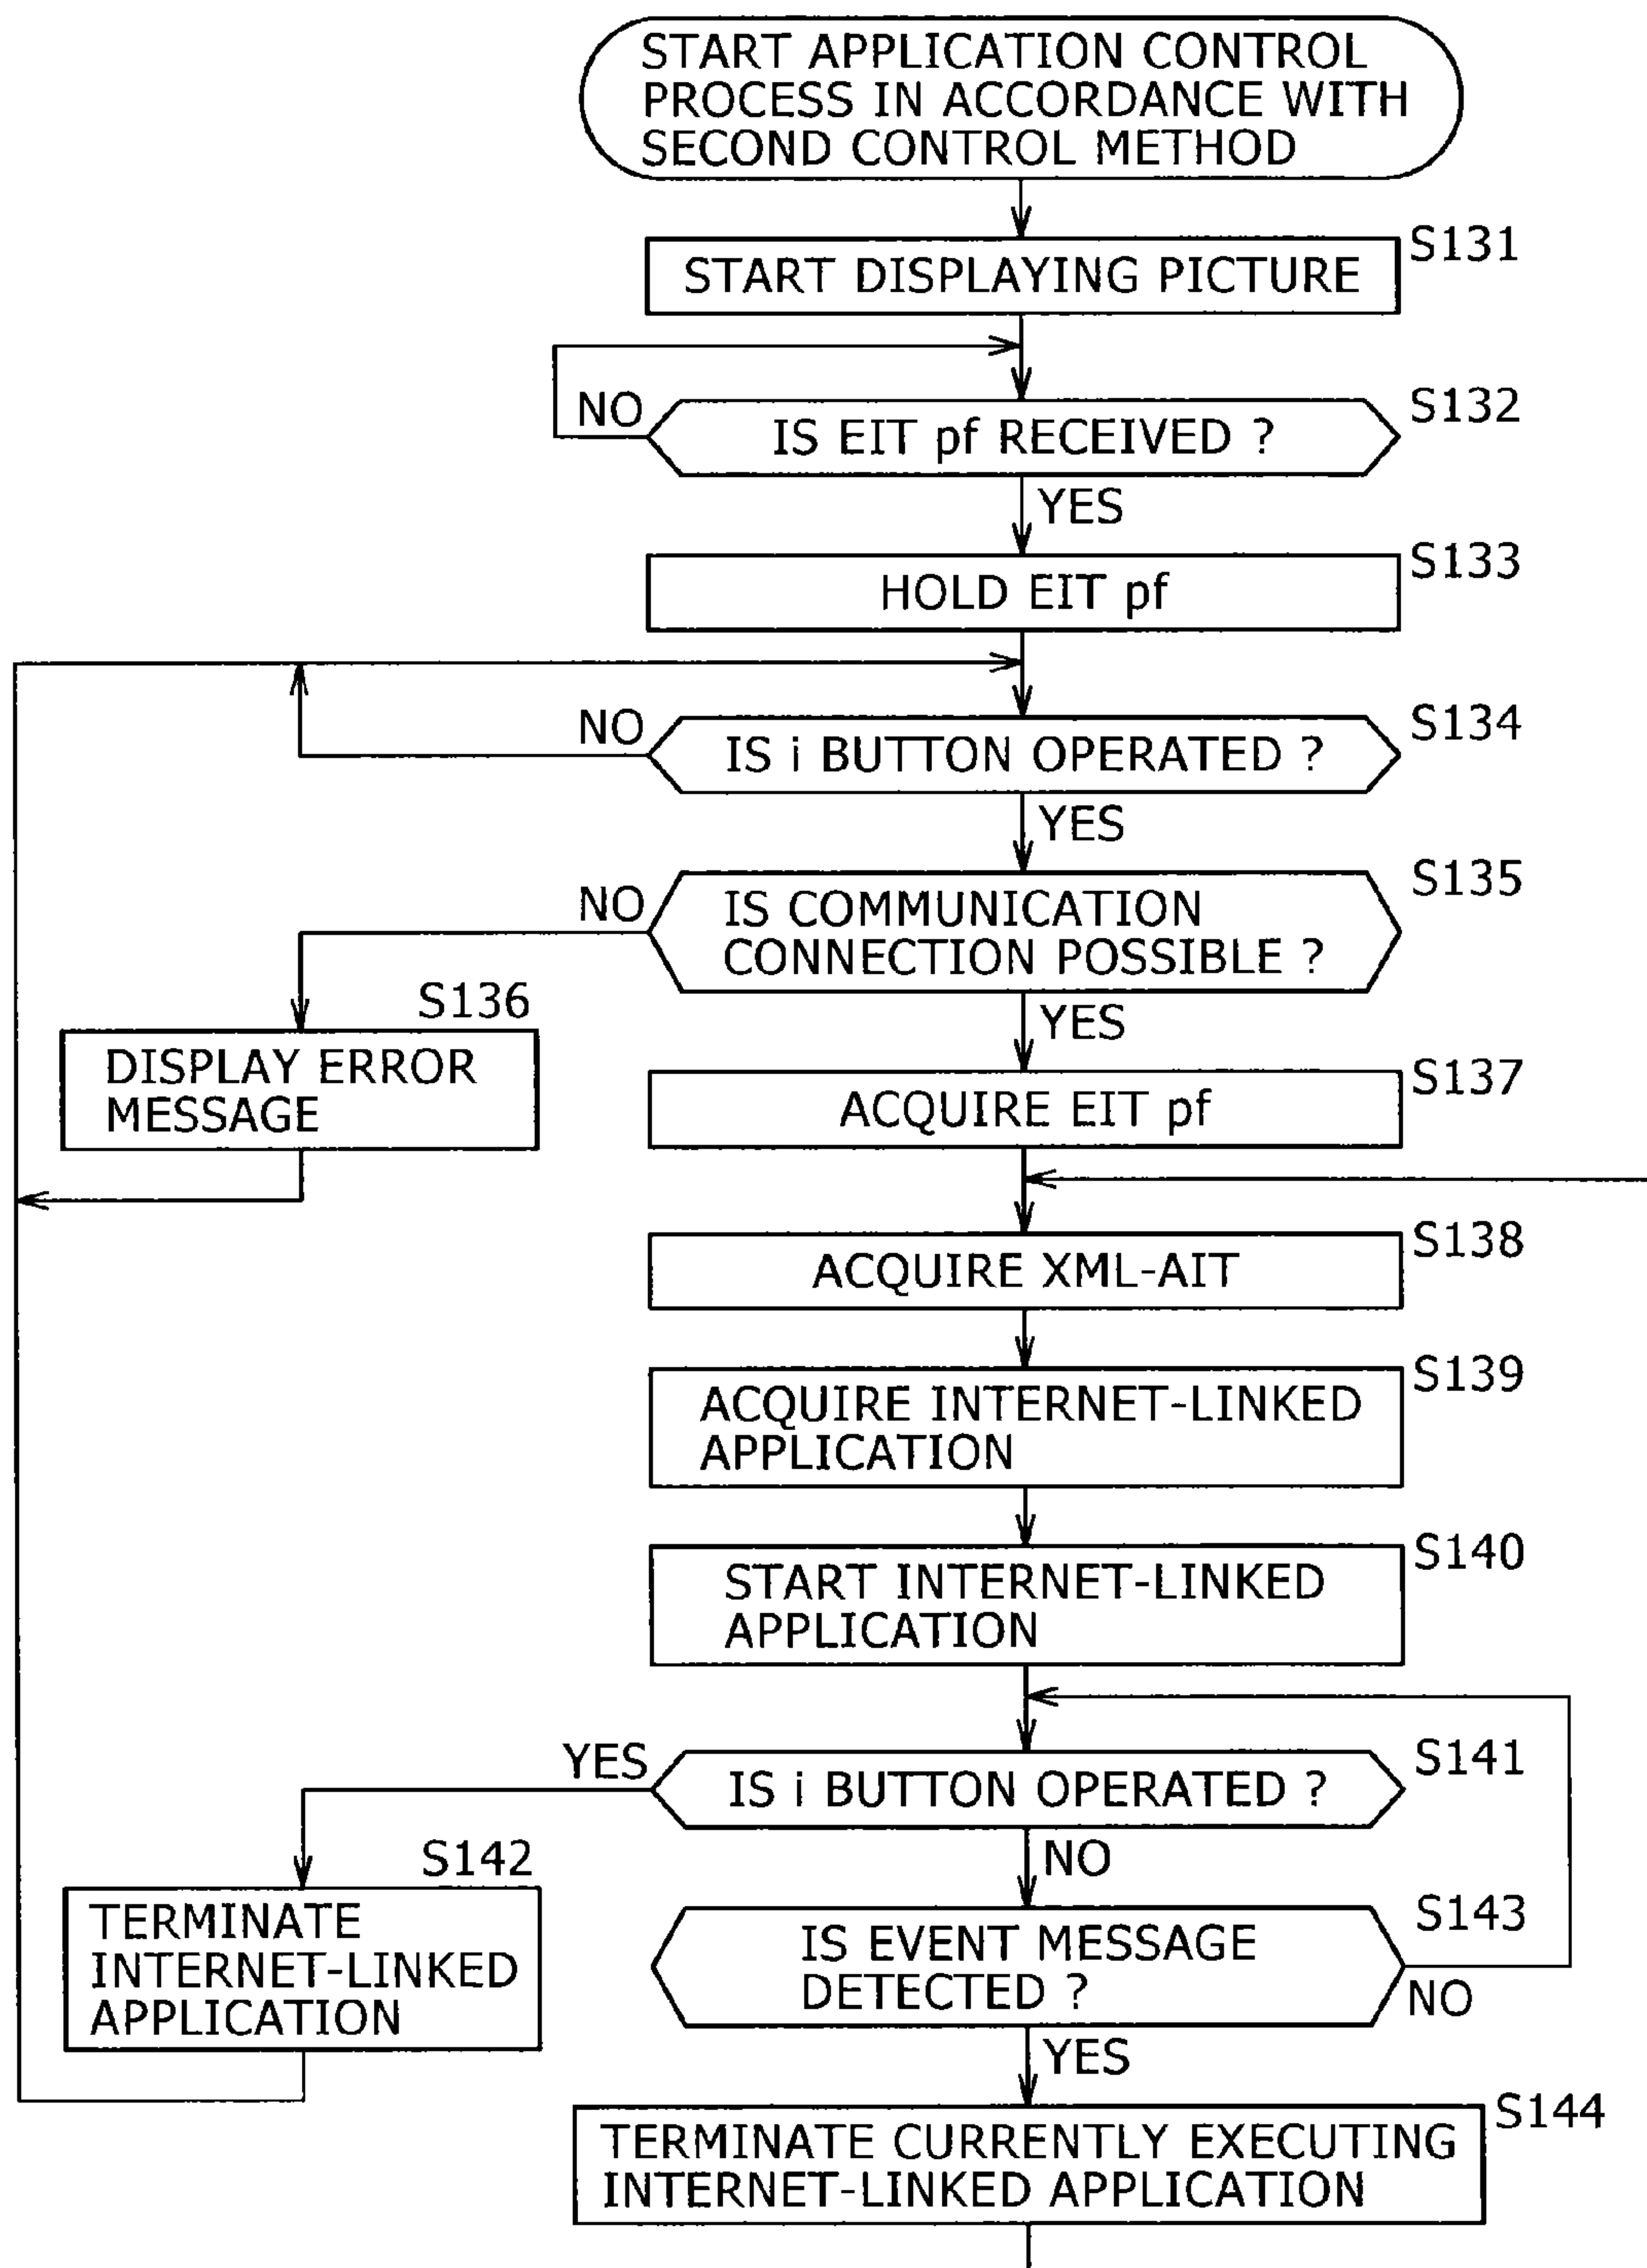 START APPLICATION CONTROL
PROCESS IN ACCORDANCE WITH
SECOND CONTROL METHOD
S131
START DISPLAYING PICTURE
S132
NO
IS EIT pf RECEIVED ?
YES
S133
HOLD EIT pf
S134
NO
IS i BUTTON OPERATED ?
YES
S135
NO
IS COMMUNICATION
CONNECTION POSSIBLE ?
S136
YES
DISPLAY ERROR
MESSAGE
S137
ACQUIRE EIT pf
S138
ACQUIRE XML-AIT
S139
ACQUIRE INTERNET-LINKED
APPLICATION
S140
START INTERNET-LINKED
APPLICATION
S141
YES
IS i BUTTON OPERATED ?
S142
NO
TERMINATE
INTERNET-LINKED
APPLICATION
S143
IS EVENT MESSAGE
DETECTED ?
NO
YES
S144
TERMINATE CURRENTLY EXECUTING
INTERNET-LINKED APPLICATION